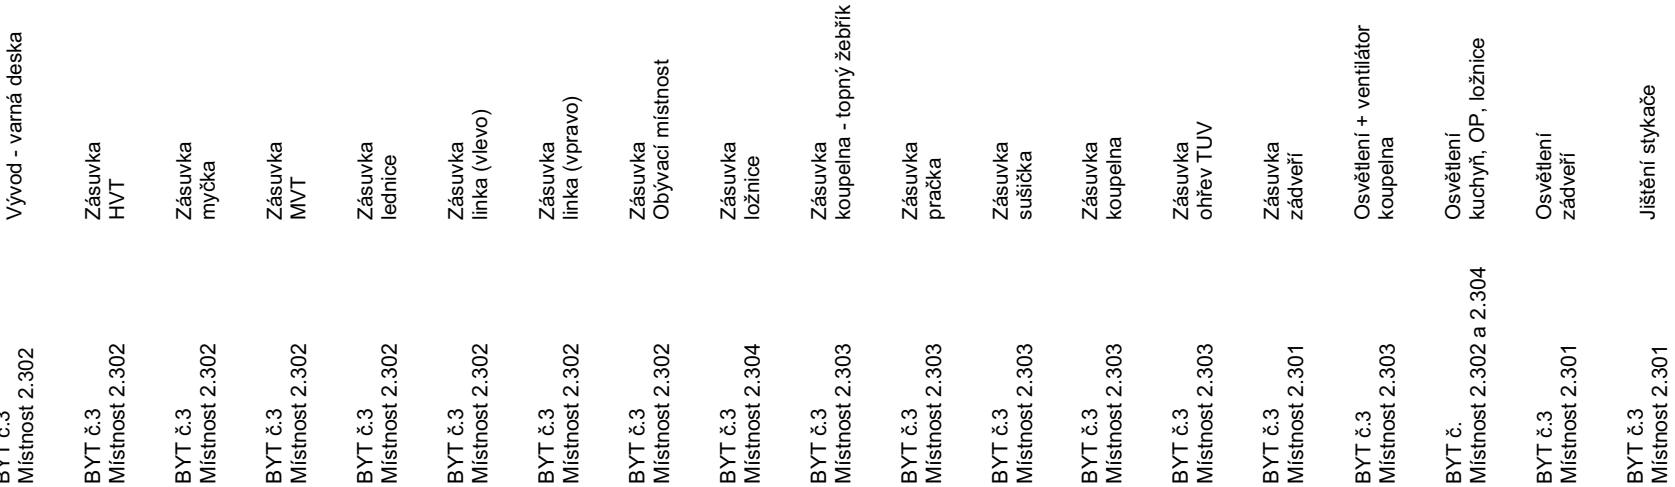 Vývod - varná deska
BYT č.3
Místnost 2.302
Zásuvka
HVT
BYT č.3
Místnost 2.302
Zásuvka
myčka
BYT č.3
Místnost 2.302
Zásuvka
MVT
BYT č.3
Místnost 2.302
Zásuvka
lednice
BYT č.3
Místnost 2.302
Zásuvka
linka (vlevo)
BYT č.3
Místnost 2.302
Zásuvka
linka (vpravo)
BYT č.3
Místnost 2.302
Zásuvka
Obývací místnost
BYT č.3
Místnost 2.302
Zásuvka
ložnice
BYT č.3
Místnost 2.304
Zásuvka
koupelna - topný žebřík
BYT č.3
Místnost 2.303
Zásuvka
pračka
BYT č.3
Místnost 2.303
Zásuvka
sušička
BYT č.3
Místnost 2.303
Zásuvka
koupelna
BYT č.3
Místnost 2.303
Zásuvka
ohřev TUV
BYT č.3
Místnost 2.303
Zásuvka
zádveří
BYT č.3
Místnost 2.301
Osvětlení + ventilátor
koupelna
BYT č.3
Místnost 2.303
Osvětlení
kuchyň, OP, ložnice
BYT č.
Místnost 2.302 a 2.304
Osvětlení
zádveří
BYT č.3
Místnost 2.301
Jištění stykače
BYT č.3
Místnost 2.301